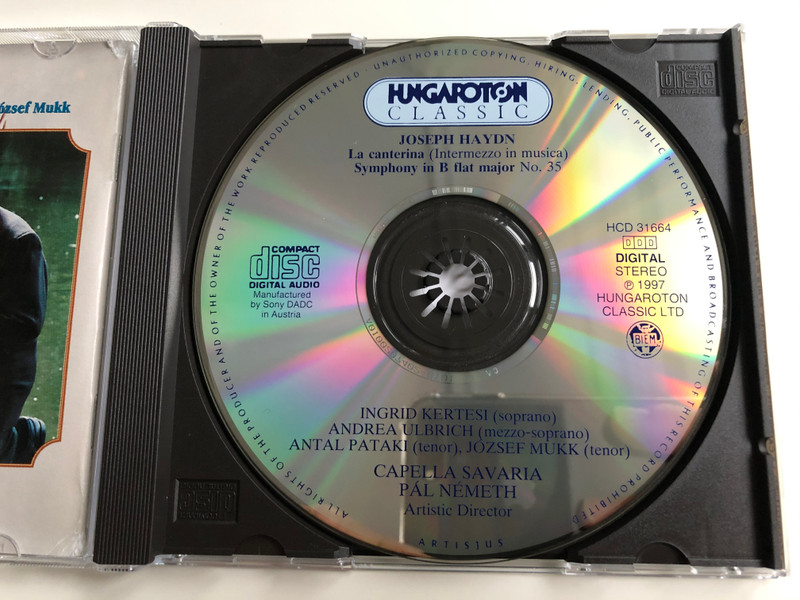 József Mukk
HUNGAROTON
CLASSIC
JOSEPH HAYDN
La canterina (Intermezzo in musica)
Symphony in B flat major No. 35
COMPACT
disc
DIGITAL AUDIO
Manufactured
by Sony DADC
in Austria
HCD 31664
DDD
DIGITAL
STEREO
℗ 1997
HUNGAROTON
CLASSIC LTD
BIEM
INGRID KERTESI (soprano)
ANDREA ULBRICH (mezzo-soprano)
ANTAL PATAKI (tenor), JÓZSEF MUKK (tenor)
CAPELLA SAVARIA
PÁL NÉMETH
Artistic Director
ALL RIGHTS OF THE PRODUCER AND OF THE OWNER OF THE WORK REPRODUCED RESERVED UNAUTHORIZED COPYING, HIRING, LENDING, PUBLIC PERFORMANCE AND BROADCASTING OF THIS RECORD PROHIBITED
ARTISJUS
disc